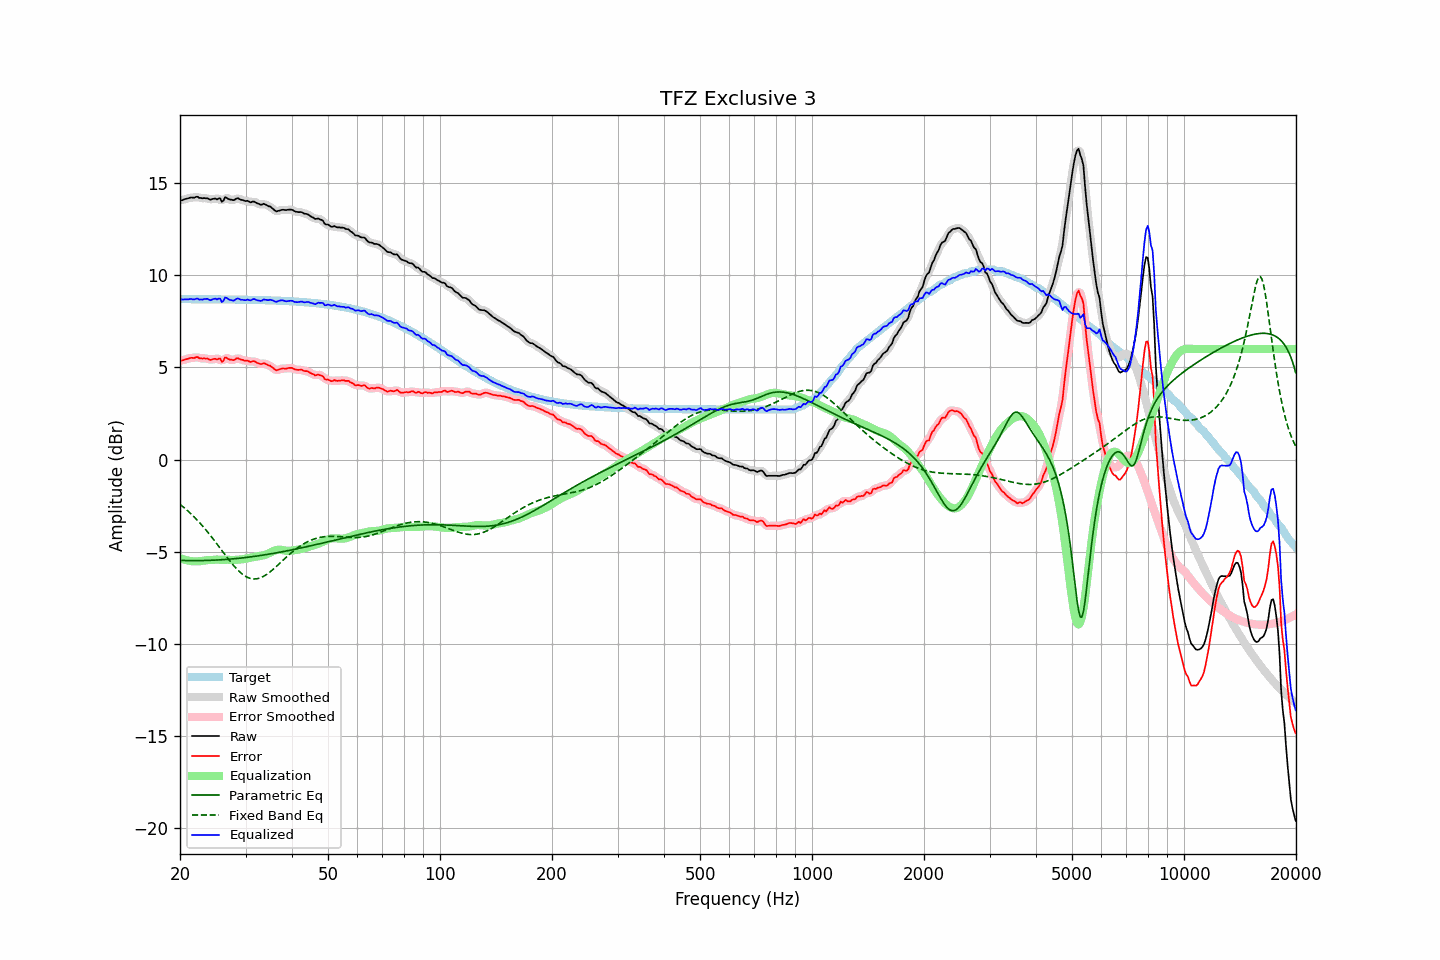 TFZ Exclusive 3
Amplitude (dBr)
15
10
5
0
−5
−10
−15
−20
Target
Raw Smoothed
Error Smoothed
Raw
Error
Equalization
Parametric Eq
Fixed Band Eq
Equalized
20 50 100 200 500 1000 2000 5000 10000 20000
Frequency (Hz)